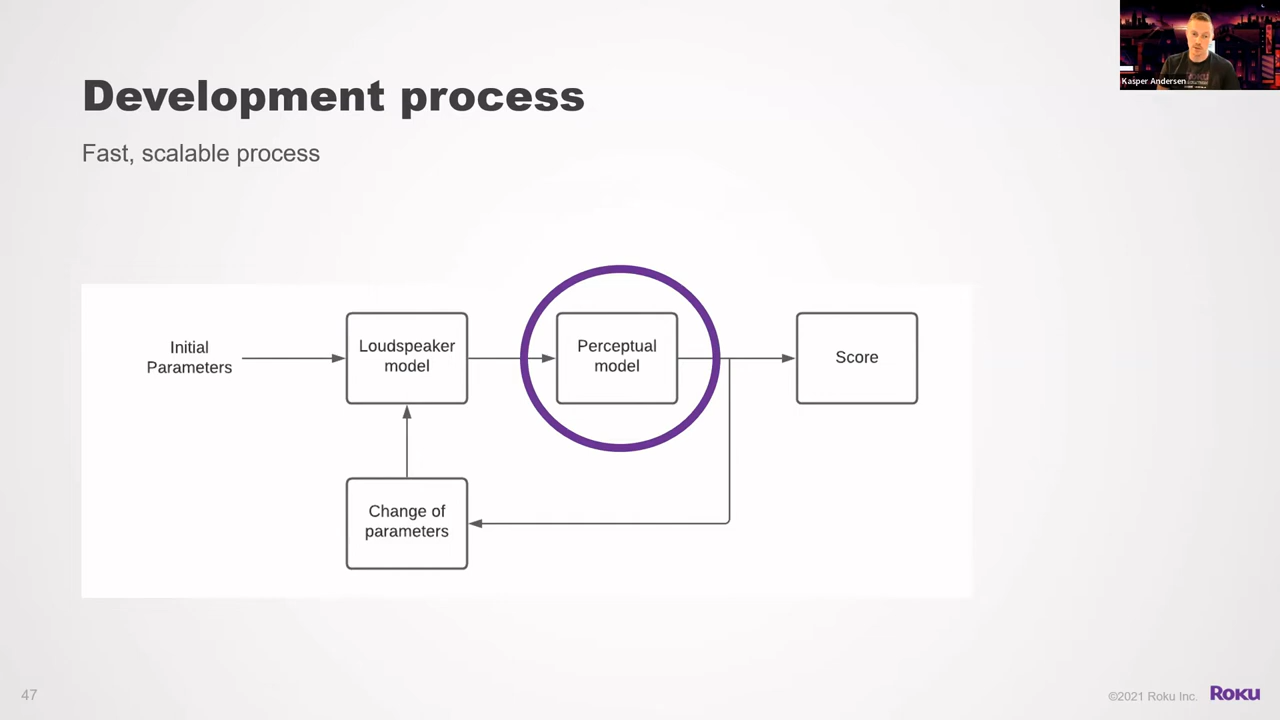 Development process
Fast, scalable process
Initial
Parameters
Loudspeaker
model
Perceptual
model
Score
Change of
parameters
47
©2021 Roku Inc.
Roku
Kasper Andersen